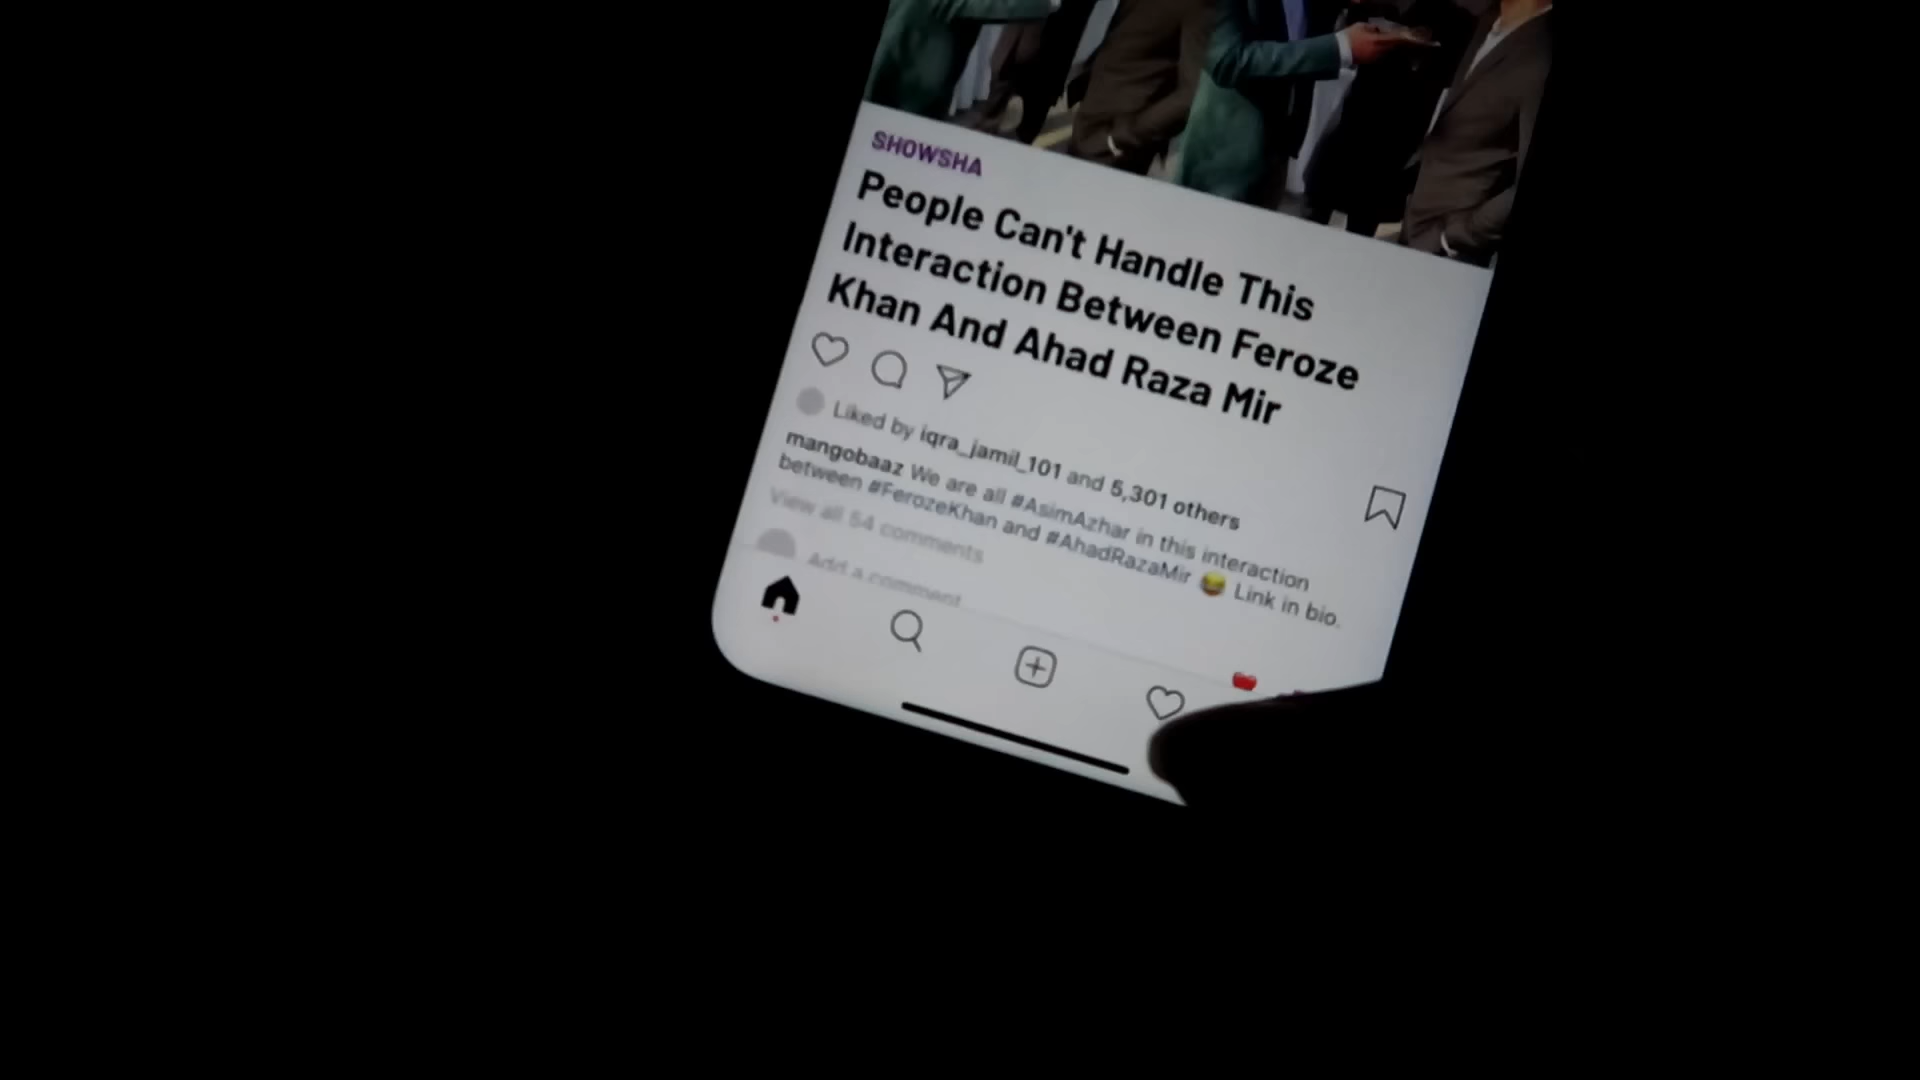 SHOWSHA
People Can't Handle This
Interaction Between Feroze
Khan And Ahad Raza Mir
Liked by iqra_jamil_101 and 5,301 others
mangobaaz We are all #AsimAzhar in this interaction
between #FerozeKhan and #AhadRazaMir 😂 Link in bio.
View all 54 comments
Add a comment